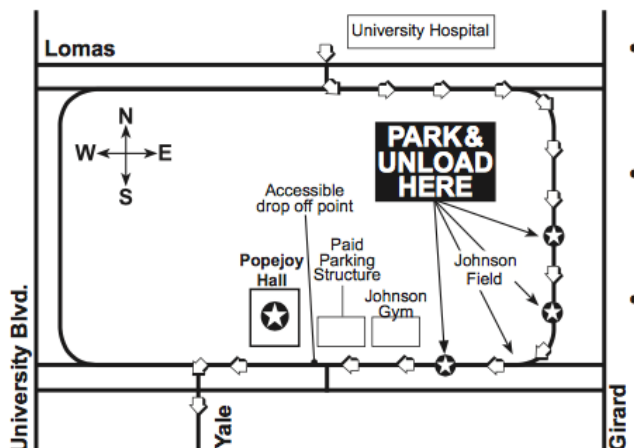 University Hospital
Lomas
N
W E
S
PARK &
UNLOAD
HERE
Accessible
drop off point
Popejoy
Hall
Paid
Parking
Structure
Johnson
Gym
Johnson
Field
University Blvd.
Yale
Girard